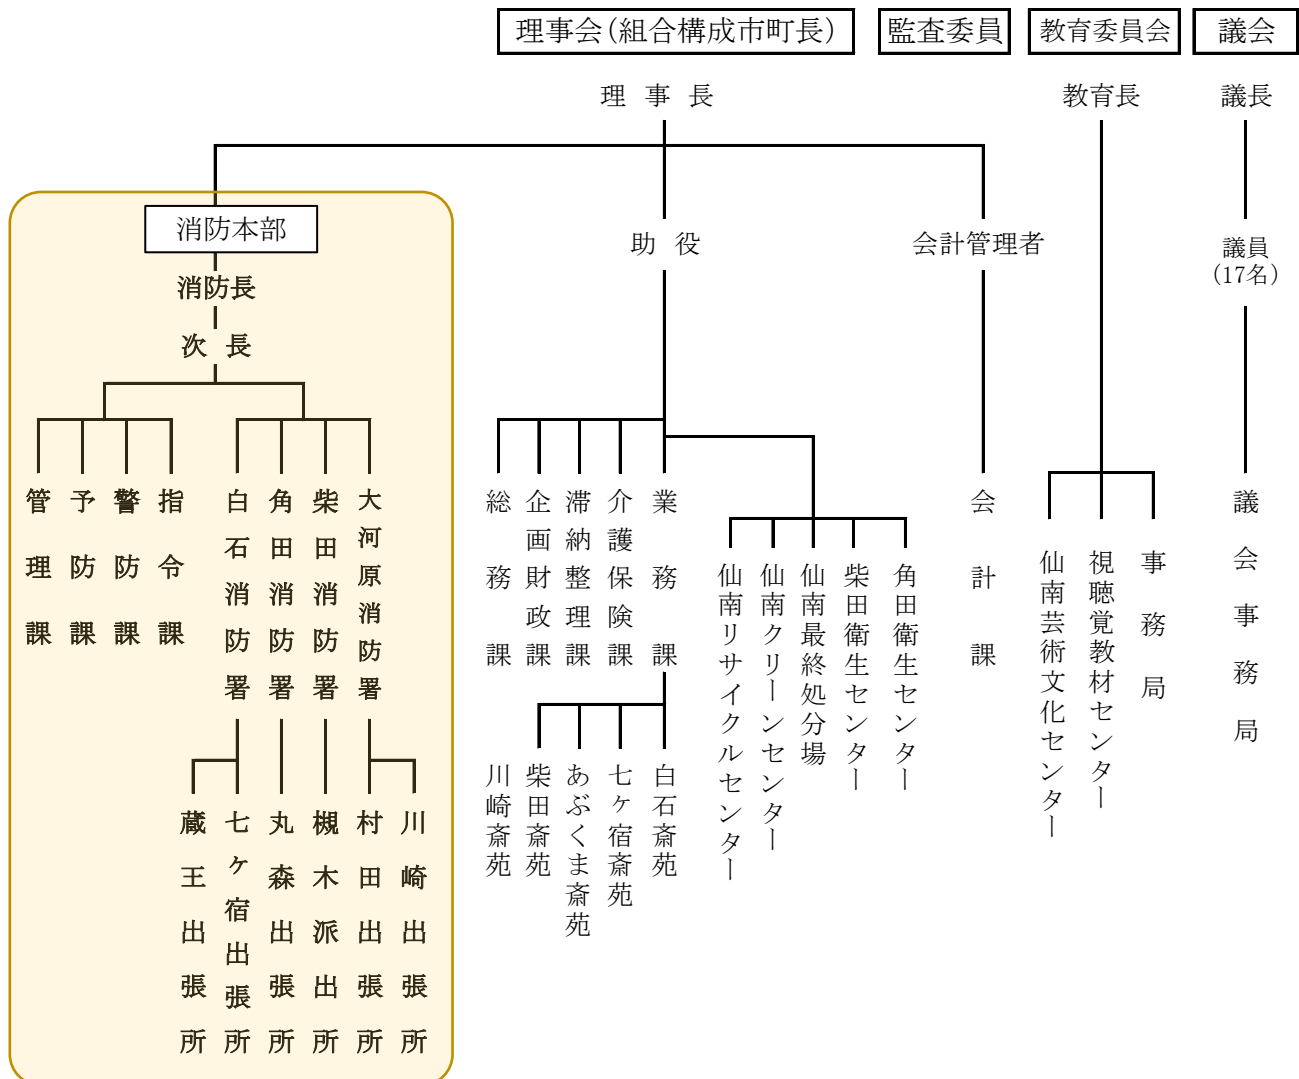 理事会(組合構成市町長)
監査委員
教育委員会
議会
理事長
教育長
議長
消防本部
助役
会計管理者
議員
(17名)
消防長
次長
管理課
予防課
警防課
指令課
白石消防署
角田消防署
柴田消防署
大河原消防署
総務課
企画財政課
滞納整理課
介護保険課
業務課
仙南リサイクルセンター
仙南クリーンセンター
仙南最終処分場
柴田衛生センター
角田衛生センター
会計課
仙南芸術文化センター
視聴覚教材センター
事務局
議会事務局
蔵王出張所
七ヶ宿出張所
丸森出張所
槻木派出所
村田出張所
川崎出張所
川崎斎苑
柴田斎苑
あぶくま斎苑
七ヶ宿斎苑
白石斎苑